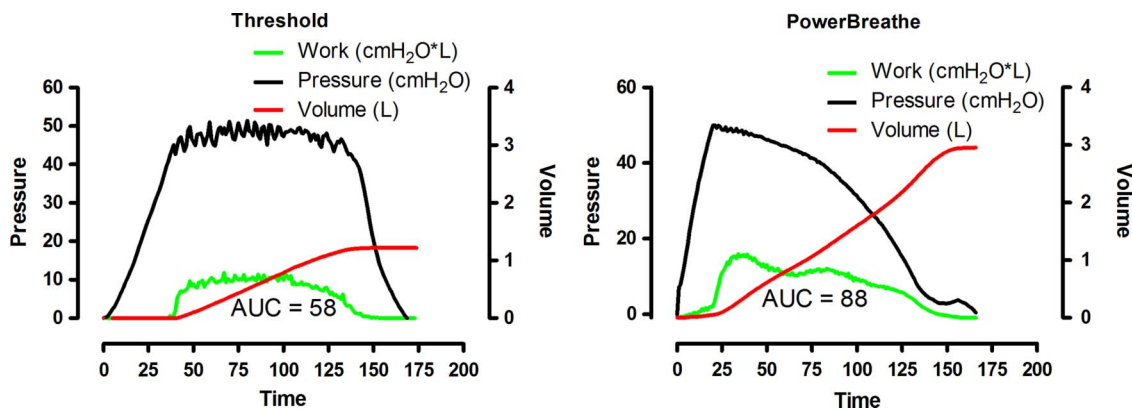 Threshold
Work (cmH₂O*L)
Pressure (cmH₂O)
Volume (L)
60
50
40
30
20
10
0
Pressure
4
3
2
1
0
Volume
AUC = 58
0 25 50 75 100 125 150 175 200
Time
PowerBreathe
Work (cmH₂O*L)
Pressure (cmH₂O)
Volume (L)
60
40
20
0
Pressure
4
3
2
1
0
Volume
AUC = 88
0 25 50 75 100 125 150 175 200
Time